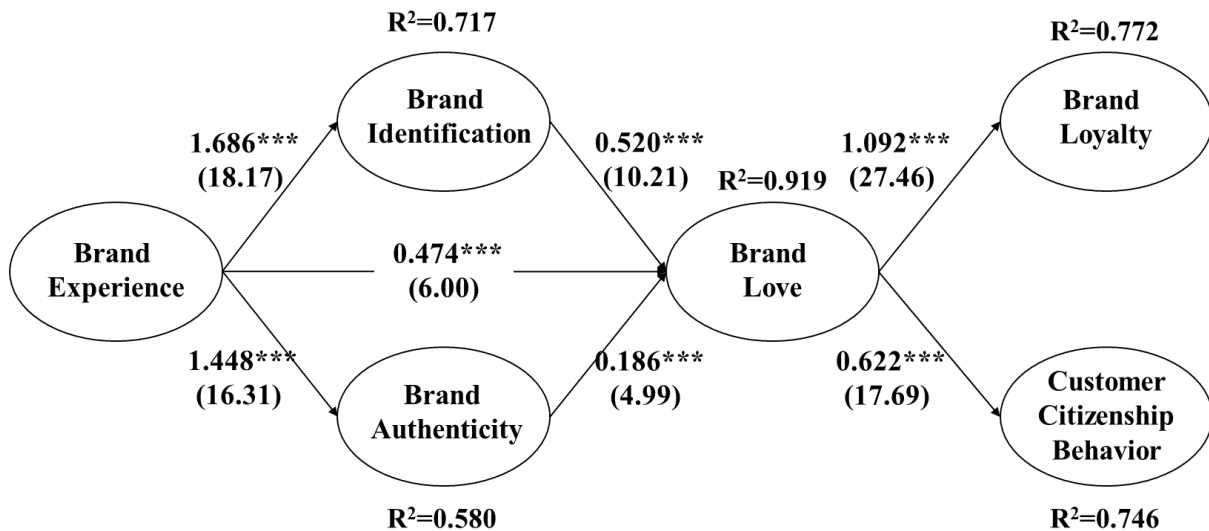 R²=0.717
R²=0.772
Brand
Identification
Brand
Loyalty
1.686***
(18.17)
0.520***
(10.21)
1.092***
(27.46)
R²=0.919
Brand
Experience
0.474***
(6.00)
Brand
Love
1.448***
(16.31)
0.186***
(4.99)
0.622***
(17.69)
Brand
Authenticity
Customer
Citizenship
Behavior
R²=0.580
R²=0.746